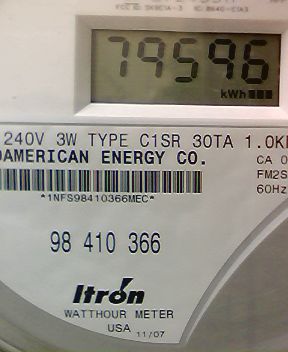 79596
kWh
240V 3W TYPE C1SR 30TA 1.0K
AMERICAN ENERGY CO.
CA 0
FM2S
60Hz
*1NFS98410366MEC*
98 410 366
Itron
WATTHOUR METER
USA 11/07